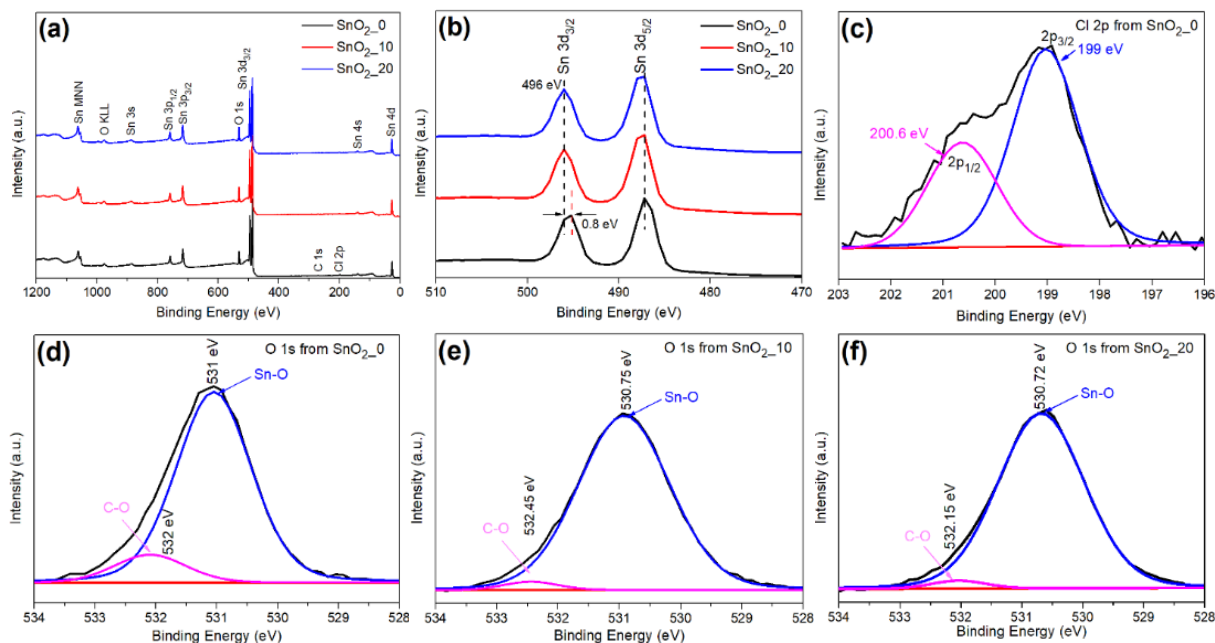 (a)
SnO2_0
SnO2_10
SnO2_20
Sn MNN
O KLL
Sn 3s
Sn 3p1/2
Sn 3p3/2
O 1s
Sn 3d3/2
Sn 4s
Sn 4d
C 1s
Cl 2p
Intensity (a.u.)
1200 1000 800 600 400 200 0
Binding Energy (eV)
(b)
Sn 3d3/2
Sn 3d5/2
SnO2_0
SnO2_10
SnO2_20
496 eV
0.8 eV
Intensity (a.u.)
510 500 490 480 470
Binding Energy (eV)
(c)
Cl 2p from SnO2_0
2p3/2
199 eV
200.6 eV
2p1/2
Intensity (a.u.)
203 202 201 200 199 198 197 196
Binding Energy (eV)
(d)
O 1s from SnO2_0
531 eV
Sn-O
C-O
532 eV
Intensity (a.u.)
534 533 532 531 530 529 528
Binding Energy (eV)
(e)
O 1s from SnO2_10
530.75 eV
Sn-O
532.45 eV
C-O
Intensity (a.u.)
534 533 532 531 530 529 528
Binding Energy (eV)
(f)
O 1s from SnO2_20
530.72 eV
Sn-O
532.15 eV
C-O
Intensity (a.u.)
534 533 532 531 530 529 528
Binding Energy (eV)